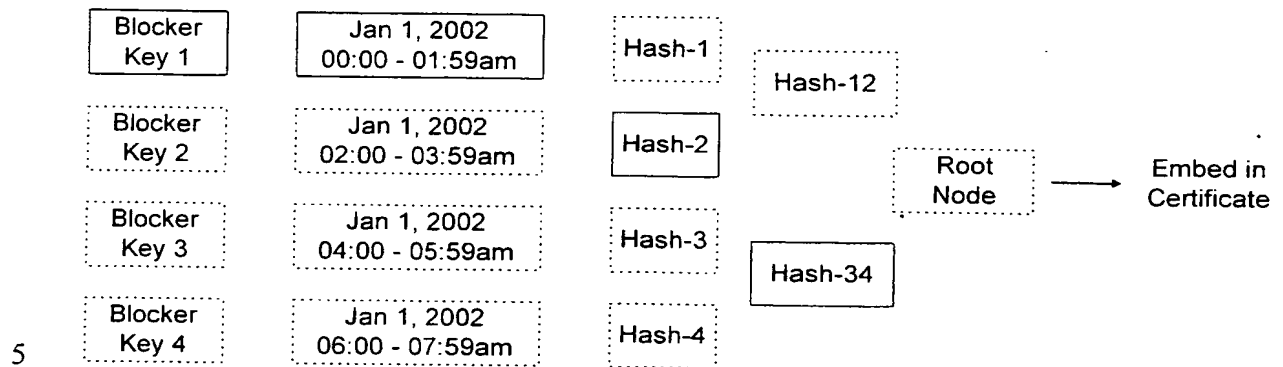 Blocker
Key 1
Jan 1, 2002
00:00 - 01:59am
Hash-1
Hash-12
Blocker
Key 2
Jan 1, 2002
02:00 - 03:59am
Hash-2
Root
Node
Embed in
Certificate
Blocker
Key 3
Jan 1, 2002
04:00 - 05:59am
Hash-3
Hash-34
Blocker
Key 4
Jan 1, 2002
06:00 - 07:59am
Hash-4
5